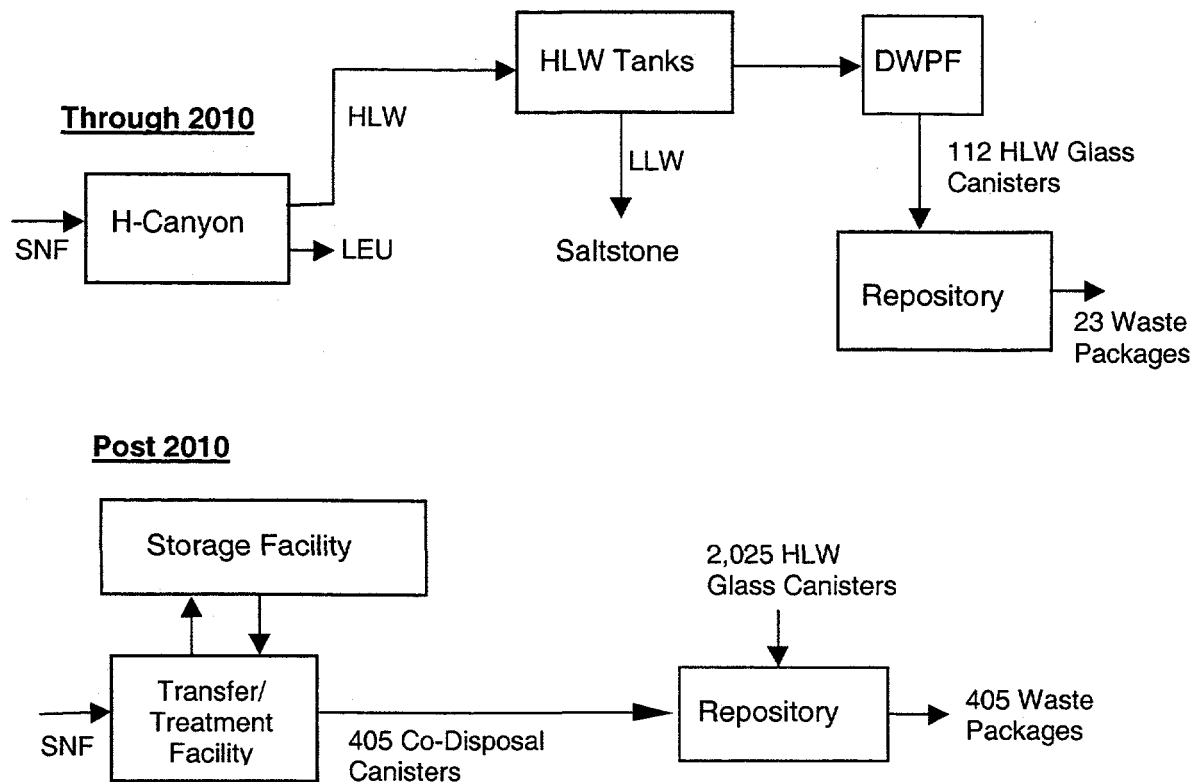 Through 2010
SNF
H-Canyon
HLW
LEU
HLW Tanks
LLW
Saltstone
DWPF
112 HLW Glass
Canisters
Repository
23 Waste
Packages
Post 2010
Storage Facility
SNF
Transfer/
Treatment
Facility
405 Co-Disposal
Canisters
2,025 HLW
Glass Canisters
Repository
405 Waste
Packages